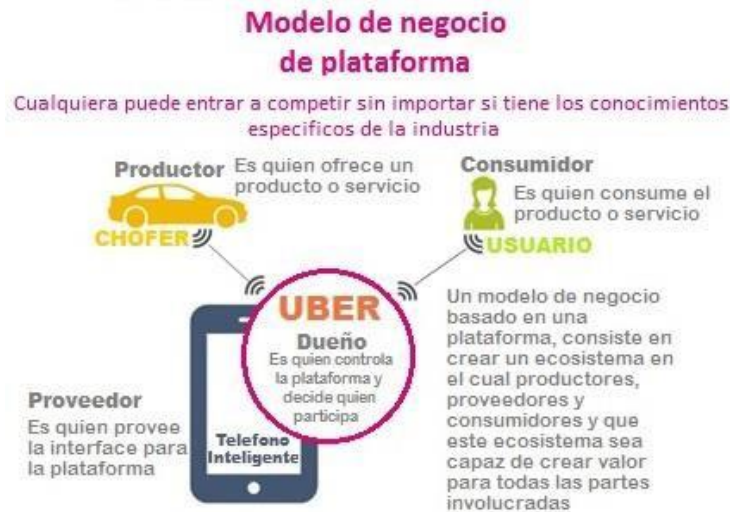 Modelo de negocio
de plataforma
Cualquiera puede entrar a competir sin importar si tiene los conocimientos
especificos de la industria
Productor
Es quien ofrece un
producto o servicio
CHOFER
Consumidor
Es quien consume el
producto o servicio
USUARIO
UBER
Dueño
Es quien controla
la plataforma y
decide quien
participa
Proveedor
Es quien provee
la interface para
la plataforma
Telefono
Inteligente
Un modelo de negocio
basado en una
plataforma, consiste en
crear un ecosistema en
el cual productores,
proveedores y
consumidores y que
este ecosistema sea
capaz de crear valor
para todas las partes
involucradas